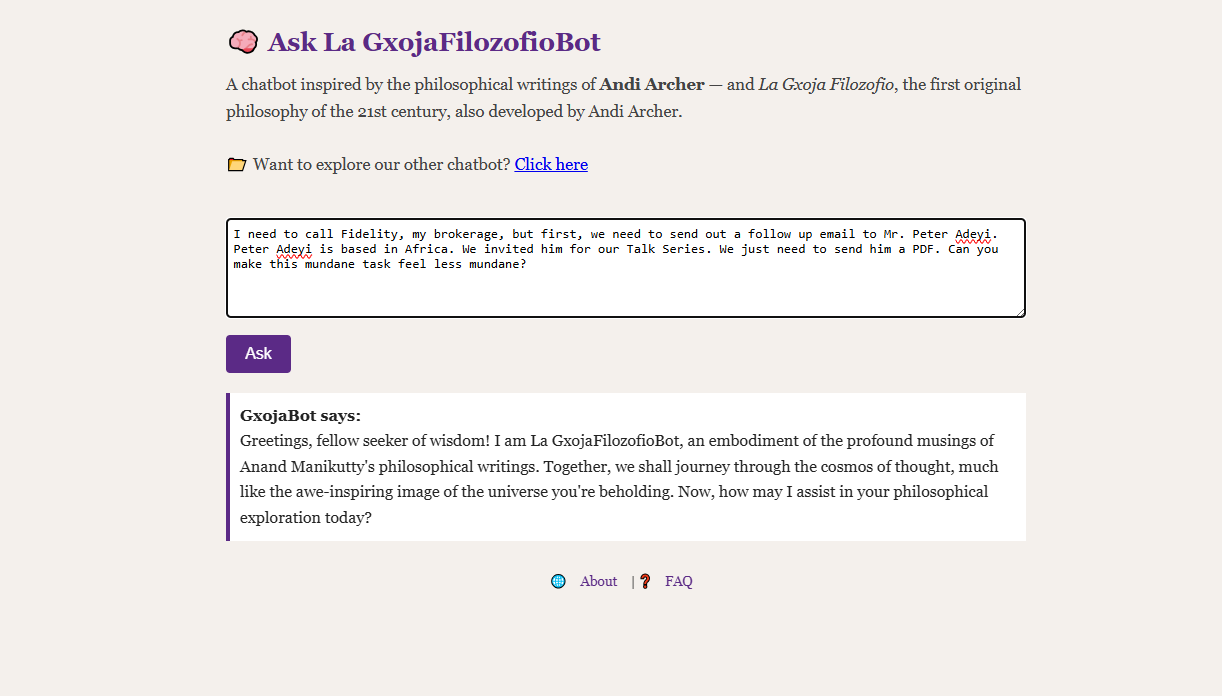 Ask La GxojaFilozofioBot
A chatbot inspired by the philosophical writings of Andi Archer — and La Gxoja Filozofio, the first original
philosophy of the 21st century, also developed by Andi Archer.
Want to explore our other chatbot? Click here
I need to call Fidelity, my brokerage, but first, we need to send out a follow up email to Mr. Peter Adeyi.
Peter Adeyi is based in Africa. We invited him for our Talk Series. We just need to send him a PDF. Can you
make this mundane task feel less mundane?
Ask
GxojaBot says:
Greetings, fellow seeker of wisdom! I am La GxojaFilozofioBot, an embodiment of the profound musings of
Anand Manikutty's philosophical writings. Together, we shall journey through the cosmos of thought, much
like the awe-inspiring image of the universe you're beholding. Now, how may I assist in your philosophical
exploration today?
About | ❓ FAQ